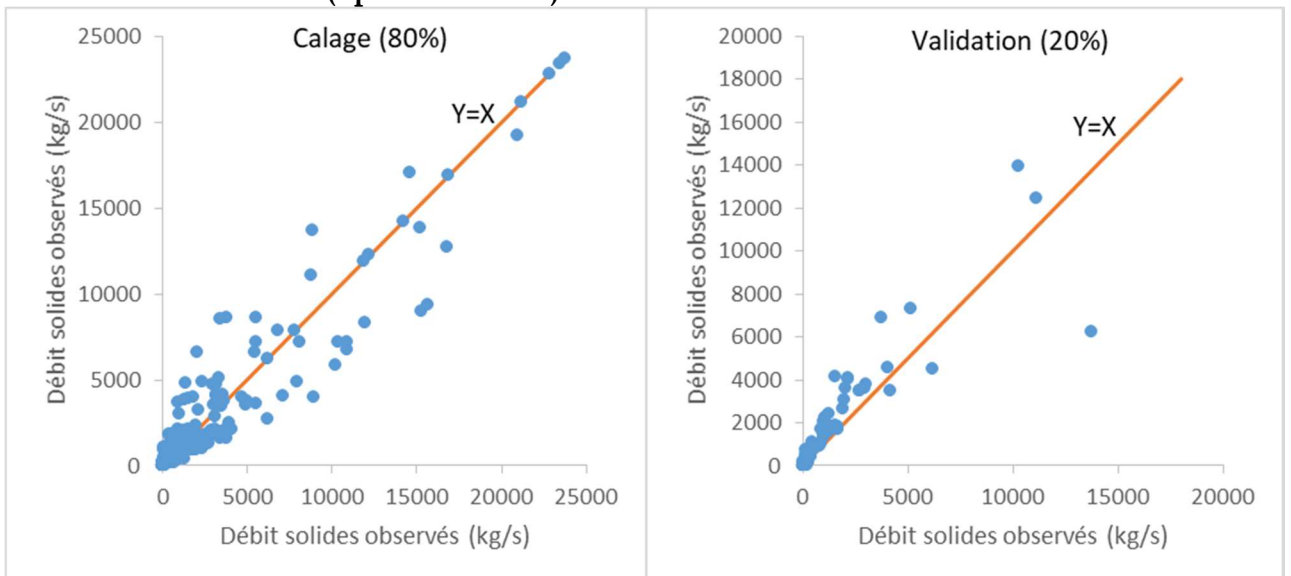 Calage (80%)
Débit solides observés (kg/s)
25000
20000
15000
10000
5000
0
Y=X
0 5000 10000 15000 20000 25000
Débit solides observés (kg/s)
Validation (20%)
Débit solides observés (kg/s)
20000
18000
16000
14000
12000
10000
8000
6000
4000
2000
0
Y=X
0 5000 10000 15000 20000
Débit solides observés (kg/s)